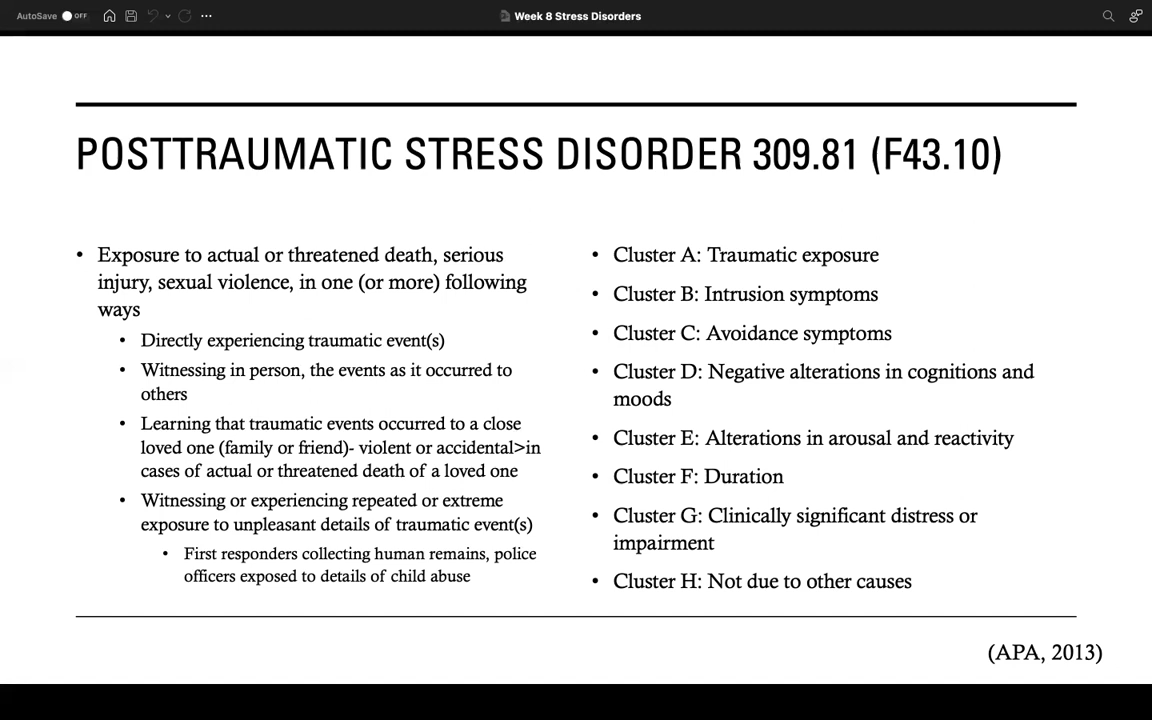 AutoSave OFF
Week 8 Stress Disorders
POSTTRAUMATIC STRESS DISORDER 309.81 (F43.10)
• Exposure to actual or threatened death, serious
injury, sexual violence, in one (or more) following
ways
• Directly experiencing traumatic event(s)
• Witnessing in person, the events as it occurred to
others
• Learning that traumatic events occurred to a close
loved one (family or friend)- violent or accidental>in
cases of actual or threatened death of a loved one
• Witnessing or experiencing repeated or extreme
exposure to unpleasant details of traumatic event(s)
• First responders collecting human remains, police
officers exposed to details of child abuse
• Cluster A: Traumatic exposure
• Cluster B: Intrusion symptoms
• Cluster C: Avoidance symptoms
• Cluster D: Negative alterations in cognitions and
moods
• Cluster E: Alterations in arousal and reactivity
• Cluster F: Duration
• Cluster G: Clinically significant distress or
impairment
• Cluster H: Not due to other causes
(APA, 2013)